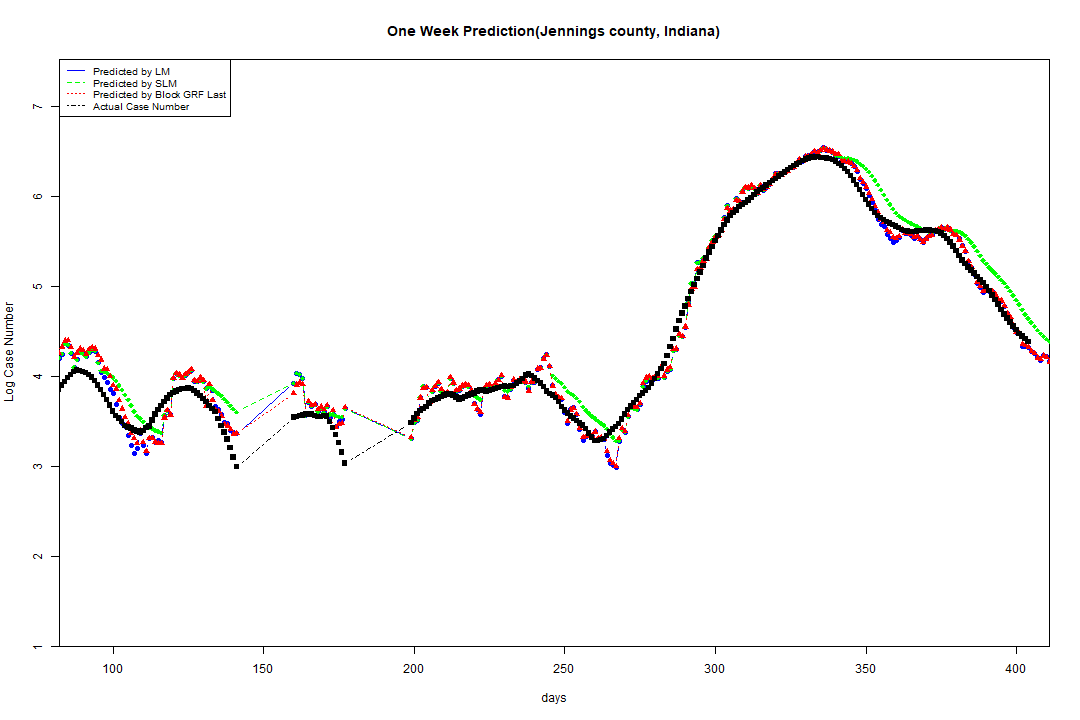 One Week Prediction(Jennings county, Indiana)
Predicted by LM
Predicted by SLM
Predicted by Block GRF Last
Actual Case Number
7
6
5
4
3
2
1
Log Case Number
100 150 200 250 300 350 400
days